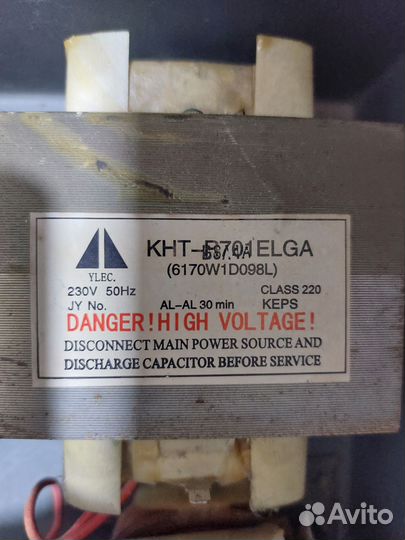 KHT-P701ELGA
(6170W1D098L)
YLEC.
230V 50Hz CLASS 220
JY No. AL-AL 30 min KEPS
DANGER!HIGH VOLTAGE!
DISCONNECT MAIN POWER SOURCE AND
DISCHARGE CAPACITOR BEFORE SERVICE
Avito